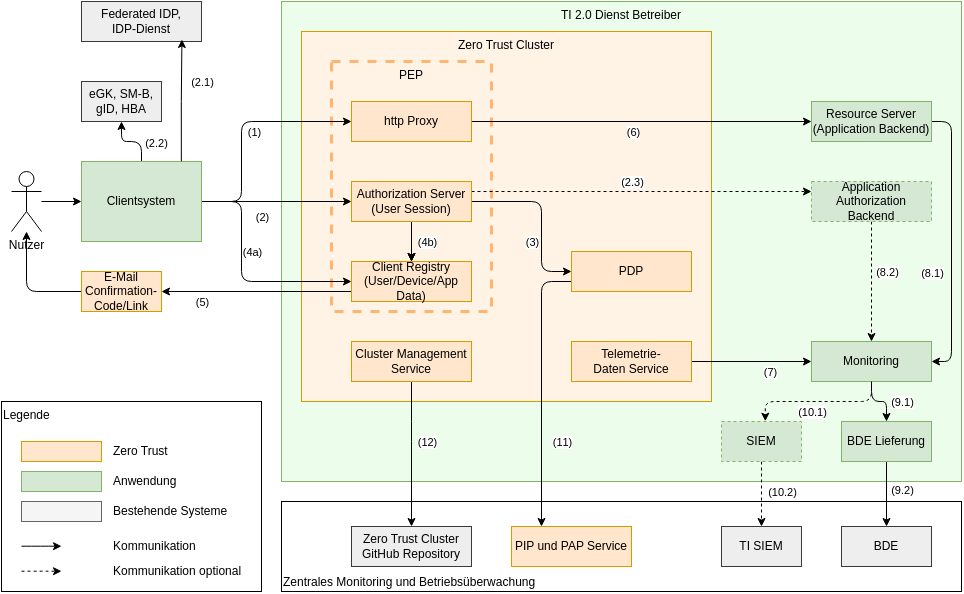 Federated IDP,
IDP-Dienst
TI 2.0 Dienst Betreiber
Zero Trust Cluster
PEP
(2.1)
eGK, SM-B,
gID, HBA
(2.2)
(1)
http Proxy
(6)
Resource Server
(Application Backend)
Clientsystem
(2)
Authorization Server
(User Session)
(2.3)
Application
Authorization
Backend
Nutzer
(4a)
(4b)
(3)
(8.2)
(8.1)
E-Mail
Confirmation-
Code/Link
(5)
Client Registry
(User/Device/App
Data)
PDP
Cluster Management
Service
Telemetrie-
Daten Service
(7)
Monitoring
(10.1)
(9.1)
Legende
Zero Trust
Anwendung
Bestehende Systeme
Kommunikation
Kommunikation optional
(12)
(11)
SIEM
BDE Lieferung
(10.2)
(9.2)
Zero Trust Cluster
GitHub Repository
PIP und PAP Service
TI SIEM
BDE
Zentrales Monitoring und Betriebsüberwachung